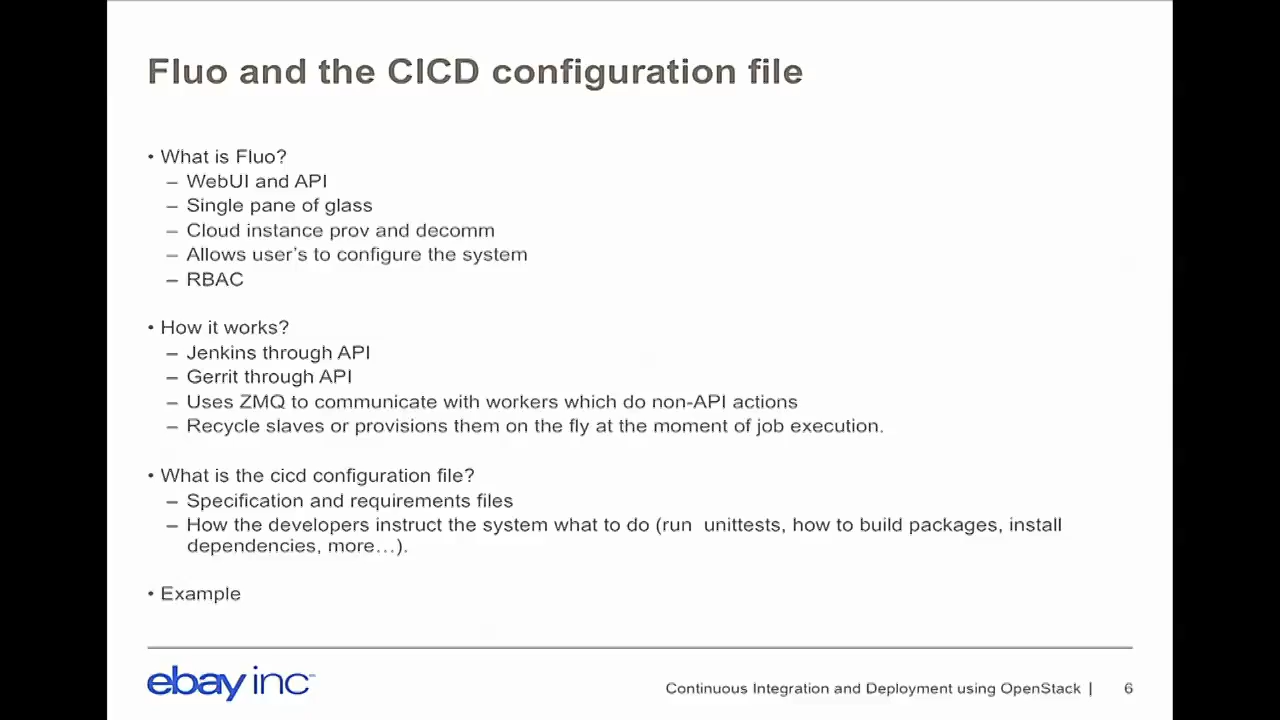 Fluo and the CICD configuration file
• What is Fluo?
– WebUI and API
– Single pane of glass
– Cloud instance prov and decomm
– Allows user's to configure the system
– RBAC
• How it works?
– Jenkins through API
– Gerrit through API
– Uses ZMQ to communicate with workers which do non-API actions
– Recycle slaves or provisions them on the fly at the moment of job execution.
• What is the cicd configuration file?
– Specification and requirements files
– How the developers instruct the system what to do (run unittests, how to build packages, install
dependencies, more…).
• Example
ebay inc™
Continuous Integration and Deployment using OpenStack | 6